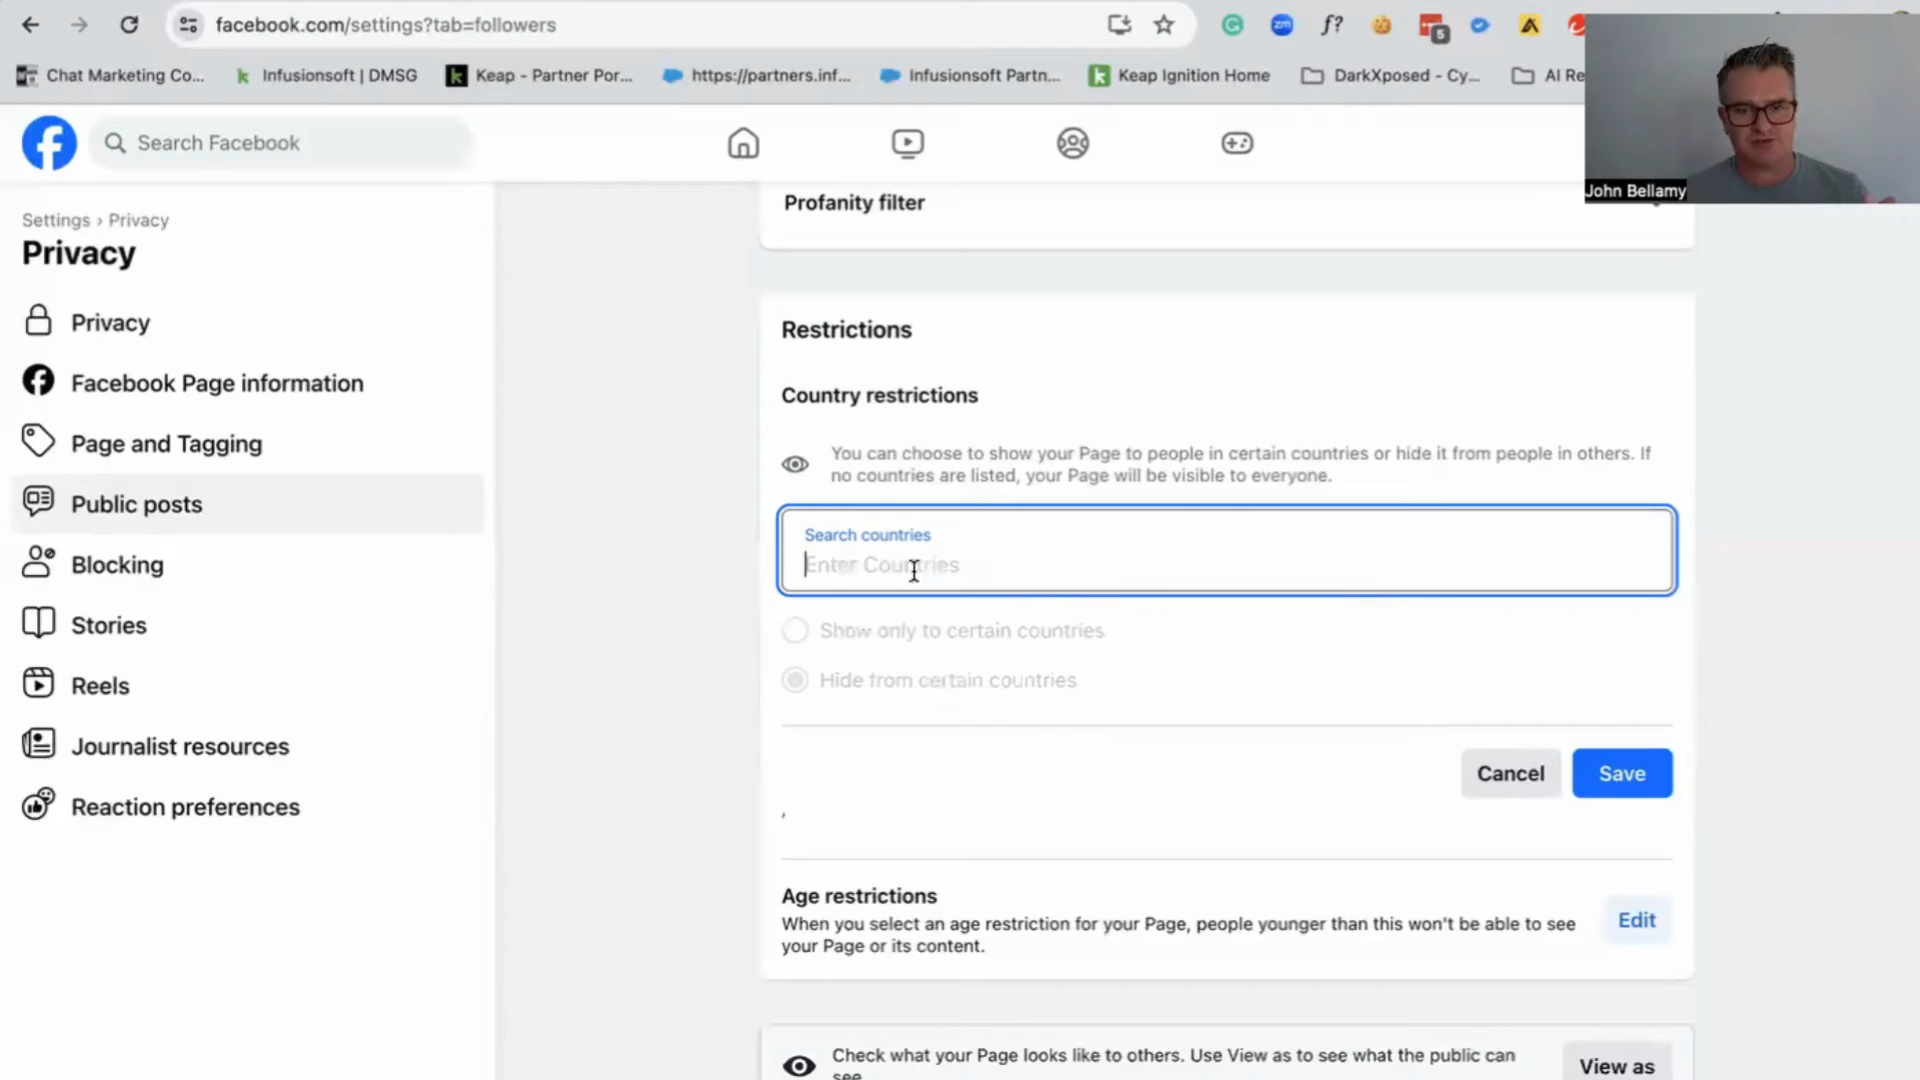 facebook.com/settings?tab=followers
5
Chat Marketing Co...
Infusionsoft | DMSG
Keap - Partner Por...
https://partners.inf...
Infusionsoft Partn...
Keap Ignition Home
DarkXposed - Cy...
AI Re
Search Facebook
John Bellamy
Settings › Privacy
Privacy
Privacy
Facebook Page information
Page and Tagging
Public posts
Blocking
Stories
Reels
Journalist resources
Reaction preferences
Profanity filter
Restrictions
Country restrictions
You can choose to show your Page to people in certain countries or hide it from people in others. If
no countries are listed, your Page will be visible to everyone.
Search countries
Enter Countries
Show only to certain countries
Hide from certain countries
Cancel
Save
,
Age restrictions
When you select an age restriction for your Page, people younger than this won't be able to see
your Page or its content.
Edit
Check what your Page looks like to others. Use View as to see what the public can
see.
View as